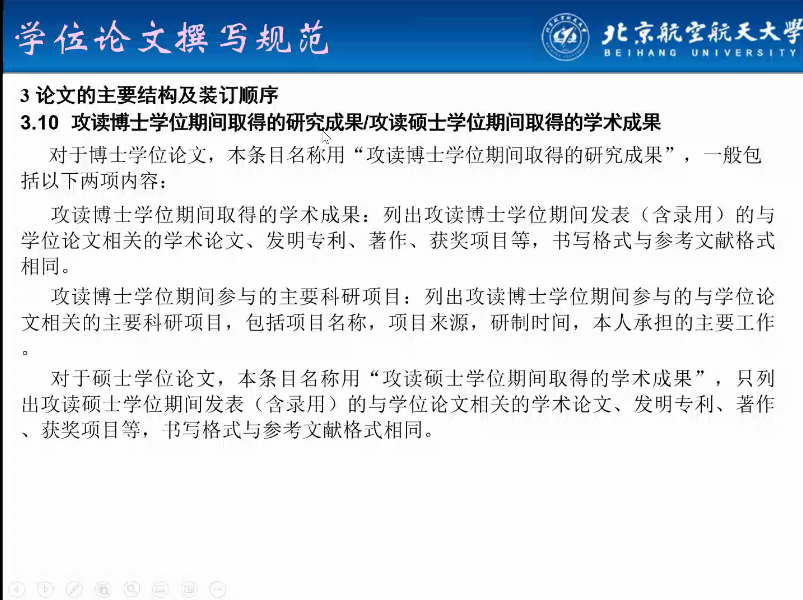 学位论文撰写规范
北京航空航天大学
BEIHANG UNIVERSITY
3 论文的主要结构及装订顺序
3.10 攻读博士学位期间取得的研究成果/攻读硕士学位期间取得的学术成果
对于博士学位论文，本条目名称用“攻读博士学位期间取得的研究成果”，一般包
括以下两项内容：
攻读博士学位期间取得的学术成果：列出攻读博士学位期间发表（含录用）的与
学位论文相关的学术论文、发明专利、著作、获奖项目等，书写格式与参考文献格式
相同。
攻读博士学位期间参与的主要科研项目：列出攻读博士学位期间参与的与学位论
文相关的主要科研项目，包括项目名称，项目来源，研制时间，本人承担的主要工作
。
对于硕士学位论文，本条目名称用“攻读硕士学位期间取得的学术成果”，只列
出攻读硕士学位期间发表（含录用）的与学位论文相关的学术论文、发明专利、著作
、获奖项目等，书写格式与参考文献格式相同。